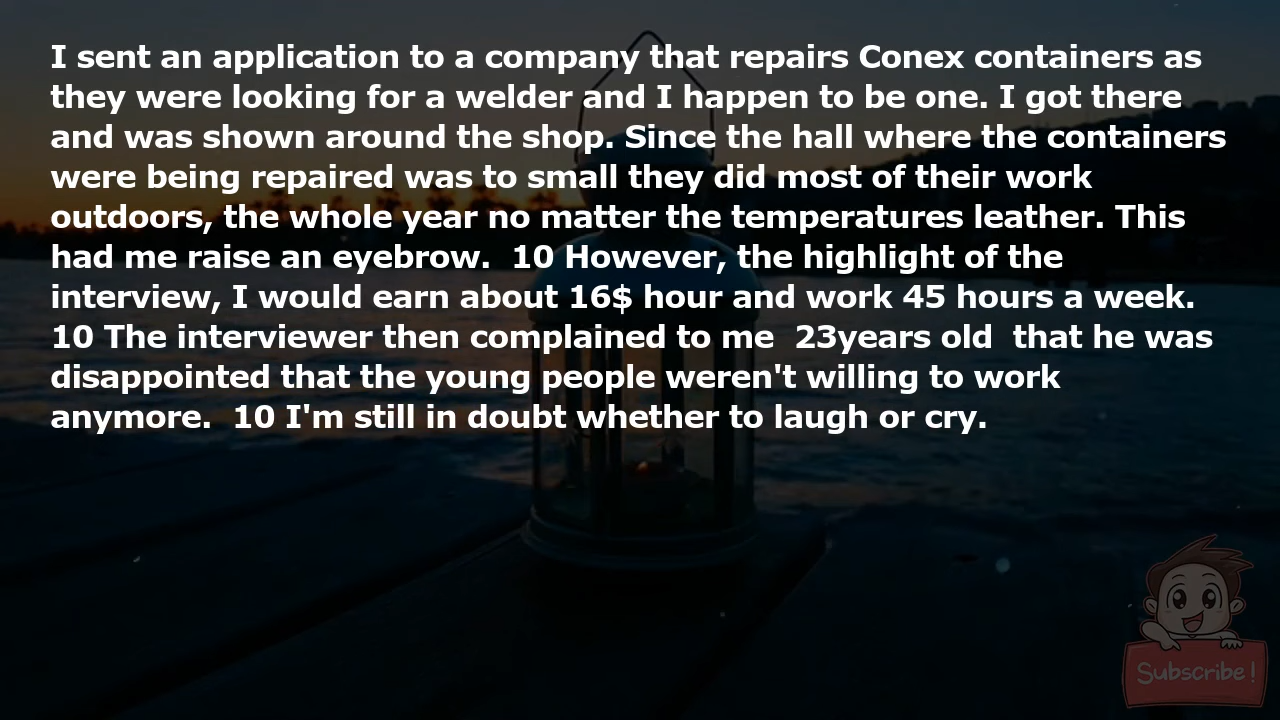 I sent an application to a company that repairs Conex containers as
they were looking for a welder and I happen to be one. I got there
and was shown around the shop. Since the hall where the containers
were being repaired was to small they did most of their work
outdoors, the whole year no matter the temperatures leather. This
had me raise an eyebrow.  10 However, the highlight of the
interview, I would earn about 16$ hour and work 45 hours a week.
10 The interviewer then complained to me  23years old  that he was
disappointed that the young people weren't willing to work
anymore.  10 I'm still in doubt whether to laugh or cry.
Subscribe!